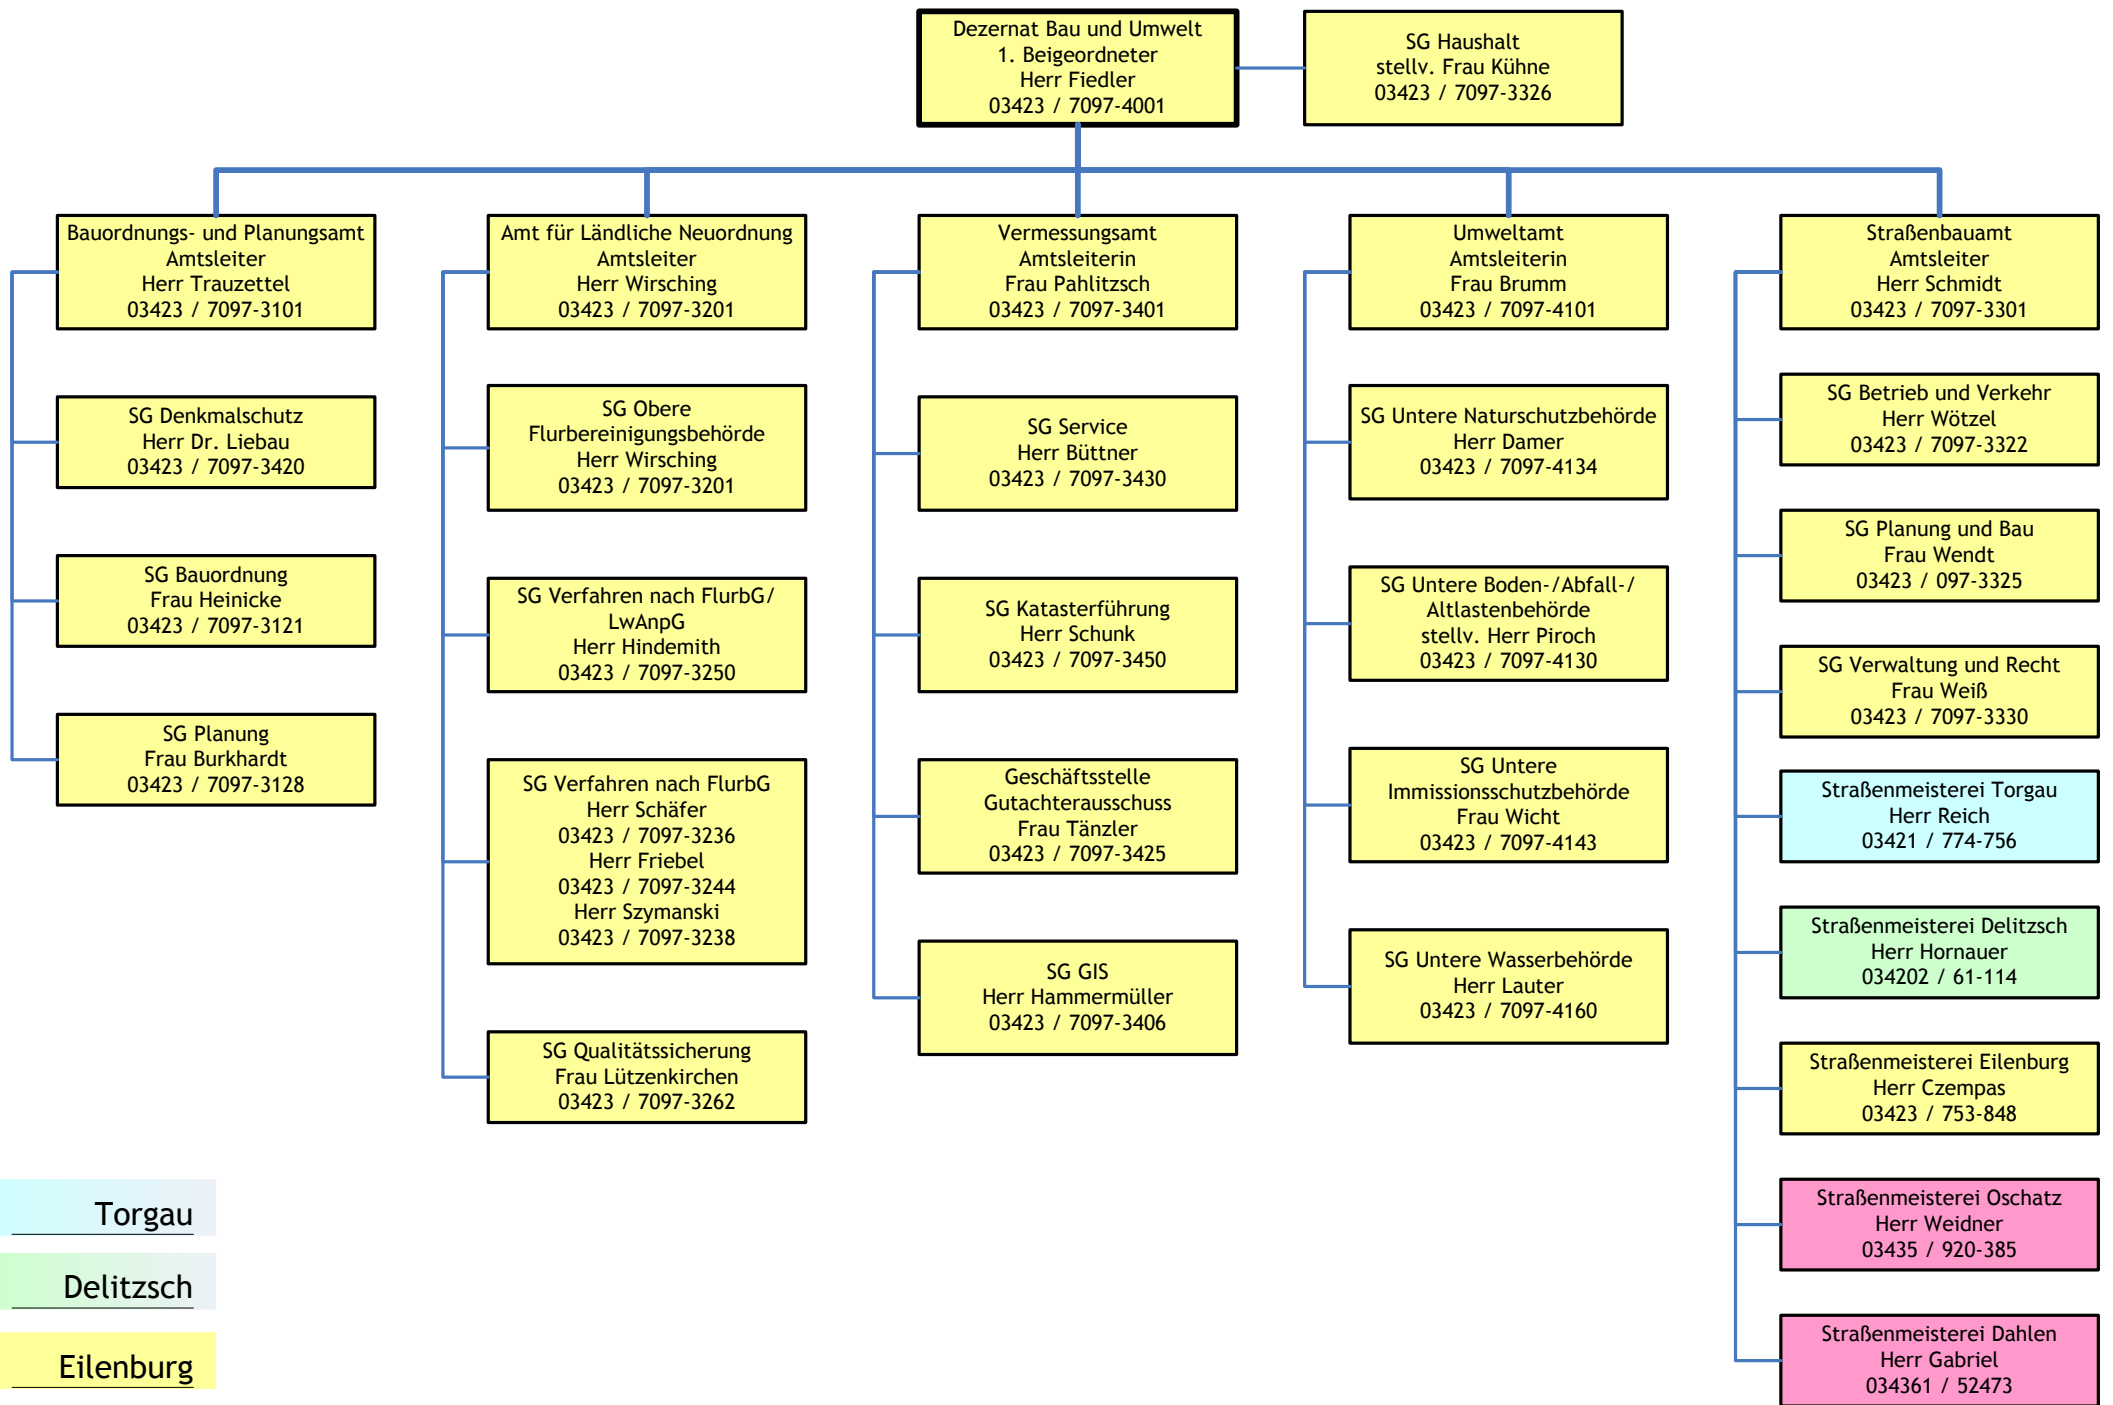 Dezernat Bau und Umwelt
1. Beigeordneter
Herr Fiedler
03423 / 7097-4001
SG Haushalt
stellv. Frau Kühne
03423 / 7097-3326
Bauordnungs- und Planungsamt
Amtsleiter
Herr Trauzettel
03423 / 7097-3101
SG Denkmalschutz
Herr Dr. Liebau
03423 / 7097-3420
SG Bauordnung
Frau Heinicke
03423 / 7097-3121
SG Planung
Frau Burkhardt
03423 / 7097-3128
Amt für Ländliche Neuordnung
Amtsleiter
Herr Wirsching
03423 / 7097-3201
SG Obere
Flurbereinigungsbehörde
Herr Wirsching
03423 / 7097-3201
SG Verfahren nach FlurbG/
LwAnpG
Herr Hindemith
03423 / 7097-3250
SG Verfahren nach FlurbG
Herr Schäfer
03423 / 7097-3236
Herr Friebel
03423 / 7097-3244
Herr Szymanski
03423 / 7097-3238
SG Qualitätssicherung
Frau Lützenkirchen
03423 / 7097-3262
Vermessungsamt
Amtsleiterin
Frau Pahlitzsch
03423 / 7097-3401
SG Service
Herr Büttner
03423 / 7097-3430
SG Katasterführung
Herr Schunk
03423 / 7097-3450
Geschäftsstelle
Gutachterausschuss
Frau Tänzler
03423 / 7097-3425
SG GIS
Herr Hammermüller
03423 / 7097-3406
Umweltamt
Amtsleiterin
Frau Brumm
03423 / 7097-4101
SG Untere Naturschutzbehörde
Herr Damer
03423 / 7097-4134
SG Untere Boden-/Abfall-/
Altlastenbehörde
stellv. Herr Piroch
03423 / 7097-4130
SG Untere
Immissionsschutzbehörde
Frau Wicht
03423 / 7097-4143
SG Untere Wasserbehörde
Herr Lauter
03423 / 7097-4160
Straßenbauamt
Amtsleiter
Herr Schmidt
03423 / 7097-3301
SG Betrieb und Verkehr
Herr Wötzel
03423 / 7097-3322
SG Planung und Bau
Frau Wendt
03423 / 097-3325
SG Verwaltung und Recht
Frau Weiß
03423 / 7097-3330
Straßenmeisterei Torgau
Herr Reich
03421 / 774-756
Straßenmeisterei Delitzsch
Herr Hornauer
034202 / 61-114
Straßenmeisterei Eilenburg
Herr Czempas
03423 / 753-848
Straßenmeisterei Oschatz
Herr Weidner
03435 / 920-385
Straßenmeisterei Dahlen
Herr Gabriel
034361 / 52473
Torgau
Delitzsch
Eilenburg